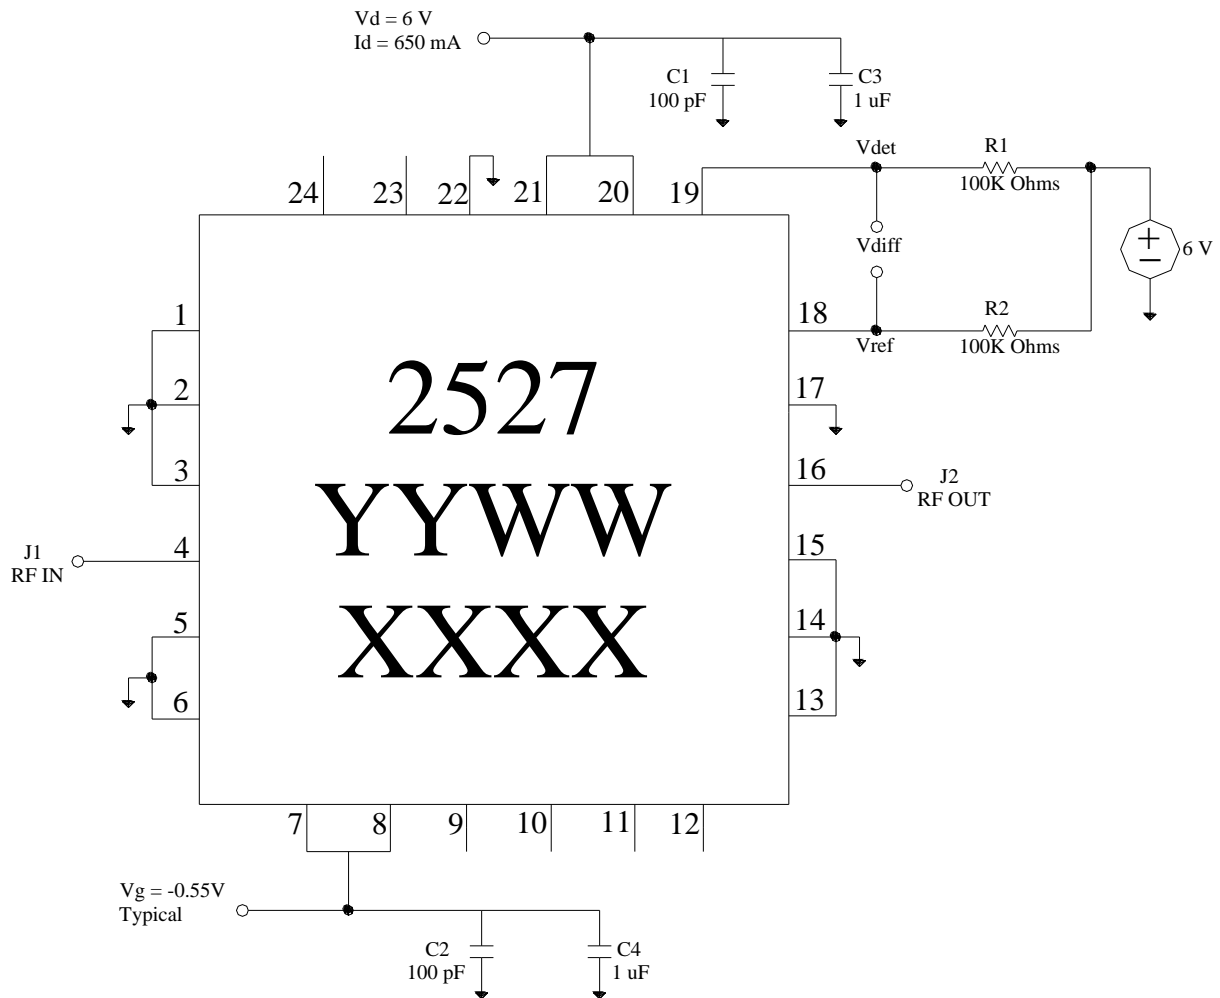 Vd = 6 V
Id = 650 mA
C1
100 pF
C3
1 uF
Vdet
R1
100K Ohms
24
23
22
21
20
19
Vdiff
+
−
6 V
1
18
R2
Vref
100K Ohms
2
17
2527
3
16
J2
RF OUT
YYWW
J1
RF IN
4
15
5
14
XXXX
6
13
7
8
9
10
11
12
Vg = -0.55V
Typical
C2
100 pF
C4
1 uF